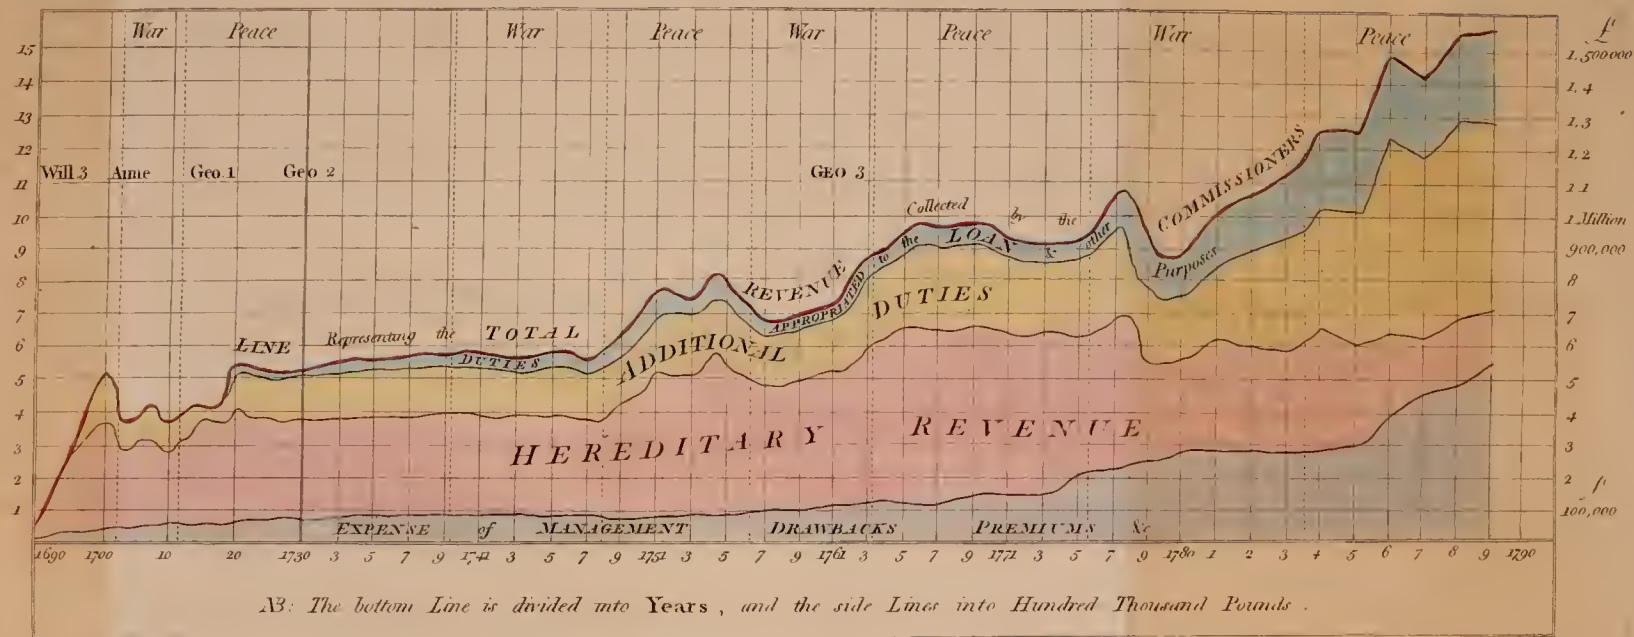 War Peace War Peace War Peace War Peace £
15 1,500000
14 1,4
13 1,3
12 1,2
Will 3 Anne Geo. 1 Geo 2 GEO 3
11 1,1
10 1 Million
9 900,000
8 8
7 7
6 6
5 5
4 4
3 3
2 2
1 100,000
£
LINE Representing the TOTAL REVENUE Collected by the COMMISSIONERS
DUTIES APPROPRIATED to the LOAN & other Purposes
ADDITIONAL DUTIES
HEREDITARY REVENUE
EXPENSE of MANAGEMENT DRAWBACKS PREMIUMS &c
1690 1700 10 20 1730 3 5 7 9 1741 3 5 7 9 1751 3 5 7 9 1761 3 5 7 9 1771 3 5 7 9 1780 1 2 3 4 5 6 7 8 9 1790
NB: The bottom Line is divided into Years, and the side Lines into Hundred Thousand Pounds.